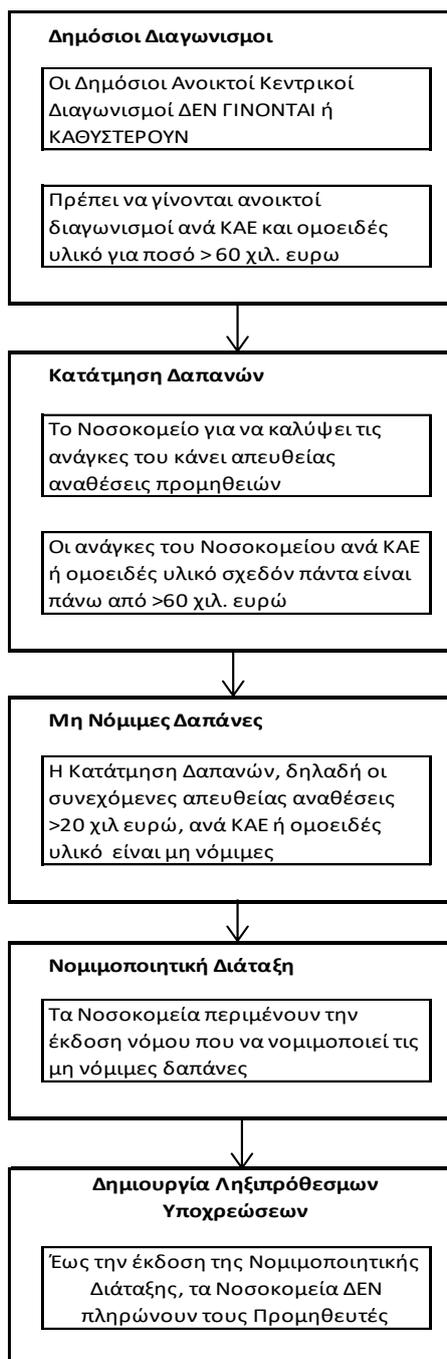 Δημόσιοι Διαγωνισμοι
Οι Δημόσιοι Ανοικτοί Κεντρικοί
Διαγωνισμοί ΔΕΝ ΓΙΝΟΝΤΑΙ ή
ΚΑΘΥΣΤΕΡΟΥΝ
Πρέπει να γίνονται ανοικτοί
διαγωνισμοί ανά ΚΑΕ και ομοειδές
υλικό για ποσό > 60 χιλ. ευρω
Κατάτμηση Δαπανών
Το Νοσοκομείο για να καλύψει τις
ανάγκες του κάνει απευθείας
αναθέσεις προμηθειών
Οι ανάγκες του Νοσοκομείου ανά ΚΑΕ
ή ομοειδές υλικό σχεδόν πάντα είναι
πάνω από >60 χιλ. ευρώ
Μη Νόμιμες Δαπάνες
Η Κατάτμηση Δαπανών, δηλαδή οι
συνεχόμενες απευθείας αναθέσεις
>20 χιλ ευρώ, ανά ΚΑΕ ή ομοειδές
υλικό είναι μη νόμιμες
Νομιμοποιητική Διάταξη
Τα Νοσοκομεία περιμένουν την
έκδοση νόμου που να νομιμοποιεί τις
μη νόμιμες δαπάνες
Δημιουργία Ληξιπρόθεσμων
Υποχρεώσεων
Έως την έκδοση της Νομιμοποιητικής
Διάταξης, τα Νοσοκομεία ΔΕΝ
πληρώνουν τους Προμηθευτές